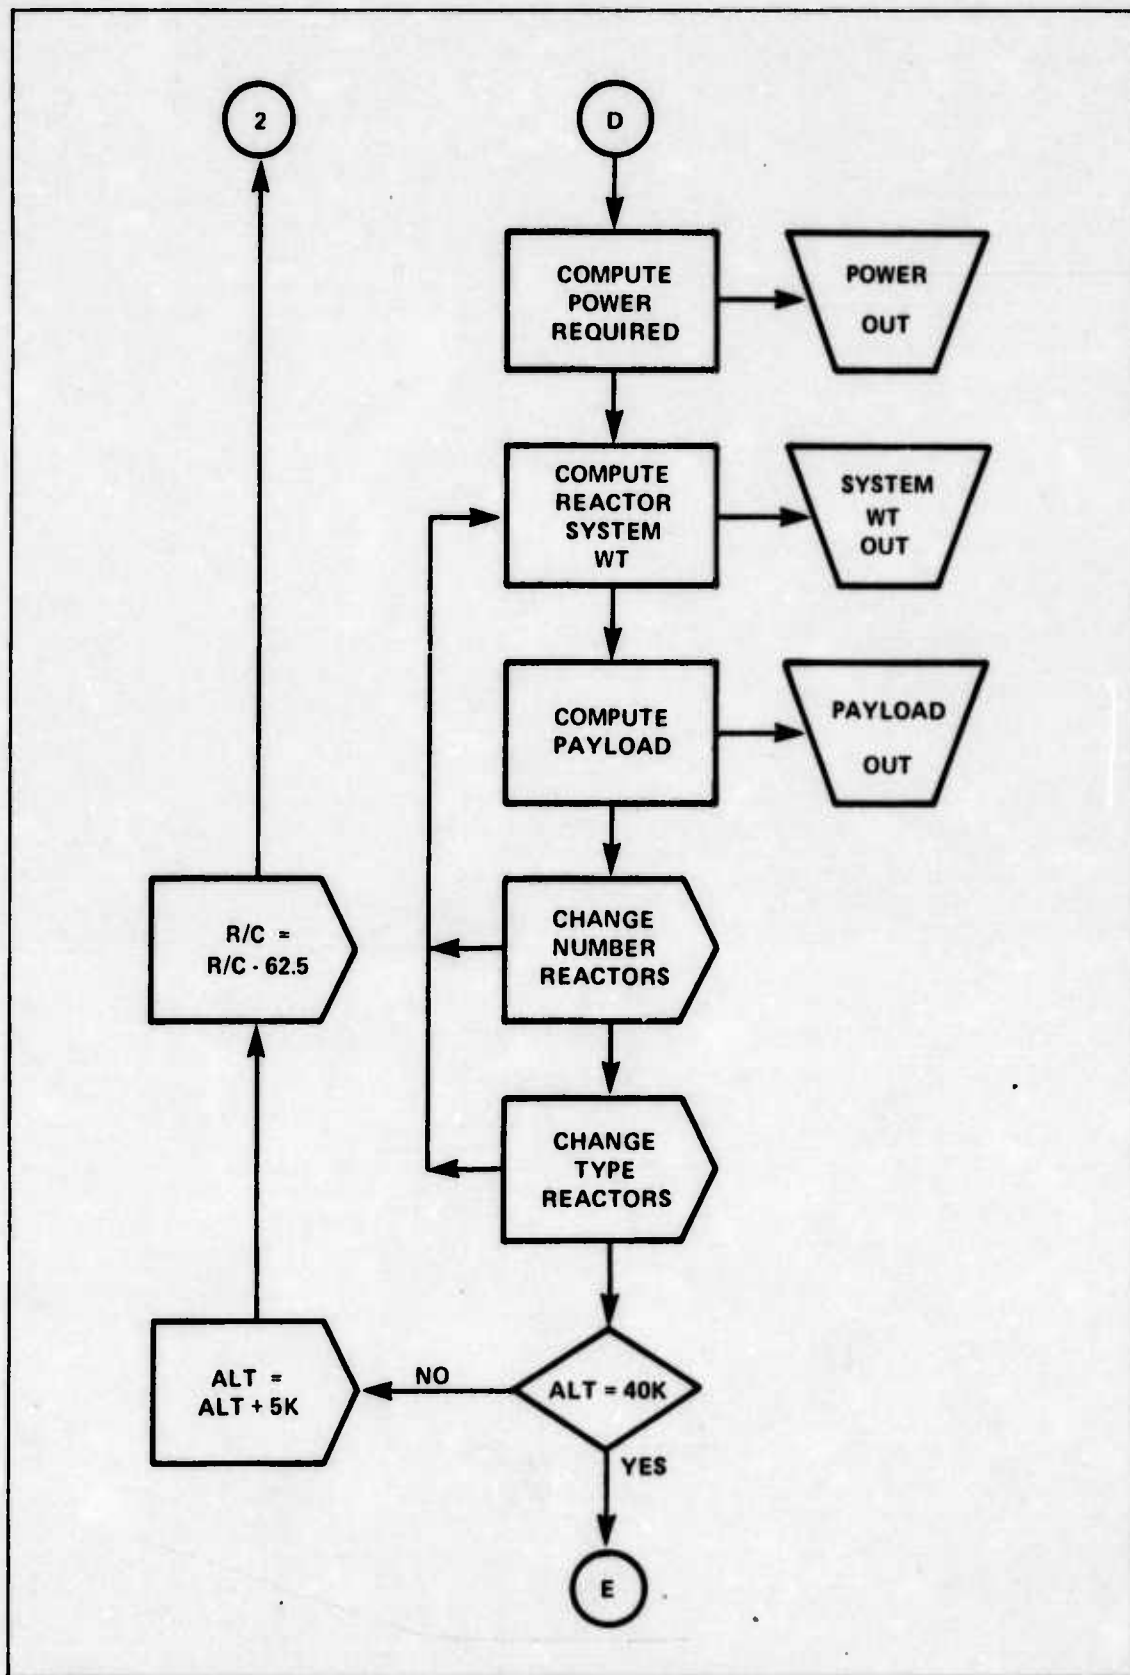 2
D
COMPUTE
POWER
REQUIRED
POWER
OUT
COMPUTE
REACTOR
SYSTEM
WT
SYSTEM
WT
OUT
COMPUTE
PAYLOAD
PAYLOAD
OUT
R/C =
R/C - 62.5
CHANGE
NUMBER
REACTORS
CHANGE
TYPE
REACTORS
ALT =
ALT + 5K
NO
ALT = 40K
YES
E